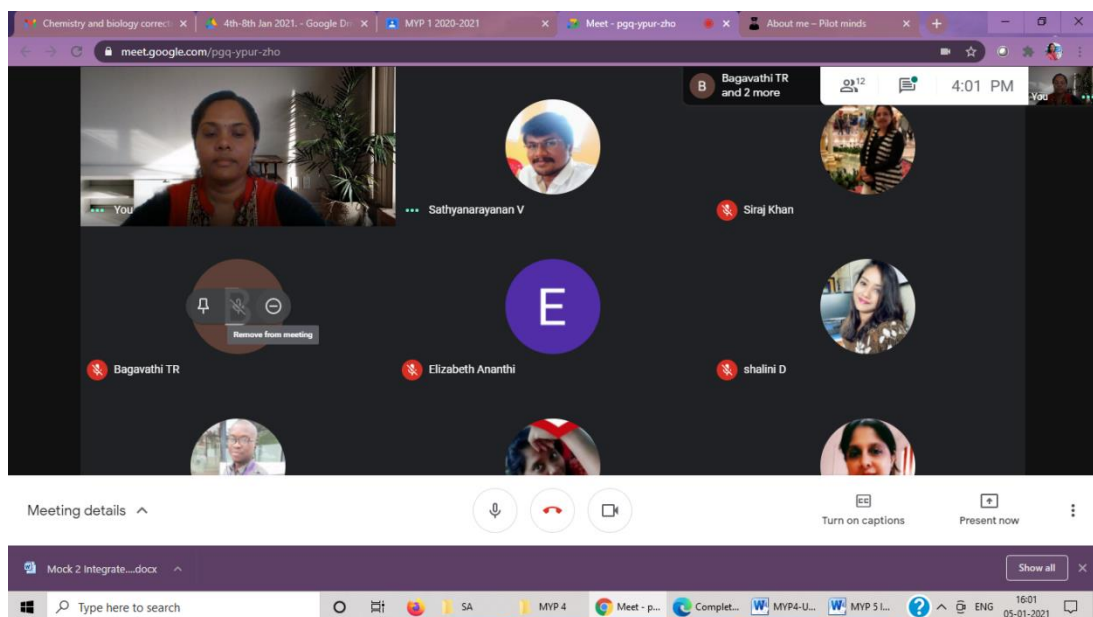 Chemistry and biology correcti
4th-8th Jan 2021. - Google Dri
MYP 1 2020-2021
Meet - pgq-ypur-zho
About me – Pilot minds
meet.google.com/pgq-ypur-zho
B
Bagavathi TR
and 2 more
12
4:01 PM
You
You
Sathyanarayanan V
Siraj Khan
Remove from meeting
Bagavathi TR
E
Elizabeth Ananthi
shalini D
Meeting details
CC
Turn on captions
Present now
Mock 2 Integrate....docx
Show all
Type here to search
SA
MYP 4
Meet - p...
Complet...
MYP4-U...
MYP 5 I...
ENG
16:01
05-01-2021